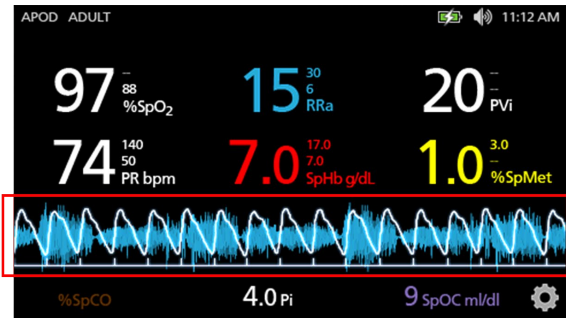 APOD ADULT 11:12 AM
97 -- 88 %SpO₂ 15 30 6 RRa 20 -- -- PVi
74 140 50 PR bpm 7.0 17.0 7.0 SpHb g/dL 1.0 3.0 -- %SpMet
%SpCO 4.0 Pi 9 SpOC ml/dl